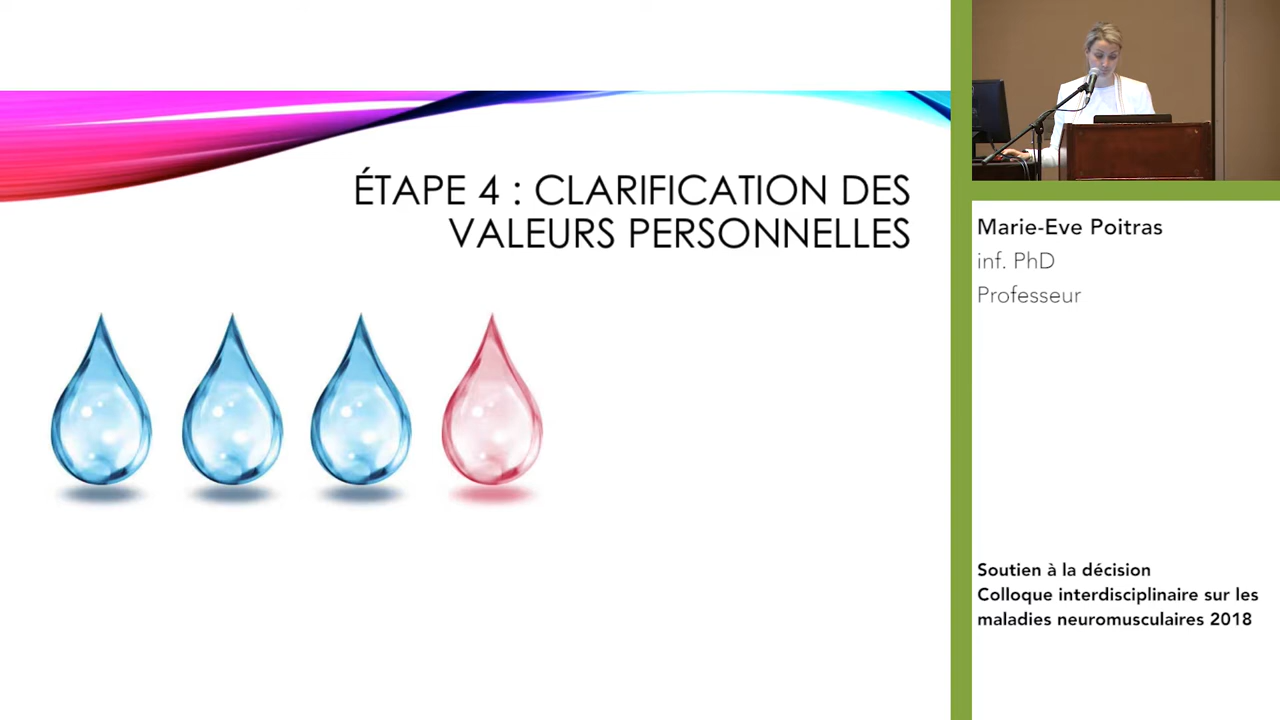 ÉTAPE 4 : CLARIFICATION DES
VALEURS PERSONNELLES
Marie-Eve Poitras
inf. PhD
Professeur
Soutien à la décision
Colloque interdisciplinaire sur les
maladies neuromusculaires 2018